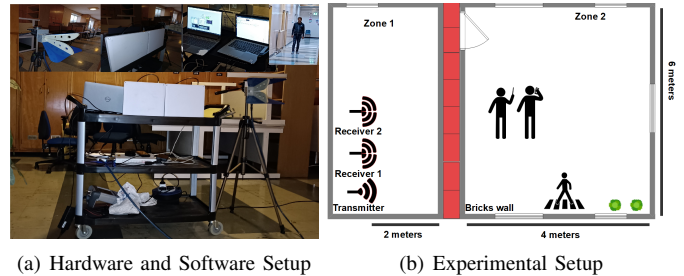 Zone 1
Zone 2
6 meters
Receiver 2
Receiver 1
Transmitter
Bricks wall
2 meters
4 meters
(a) Hardware and Software Setup
(b) Experimental Setup